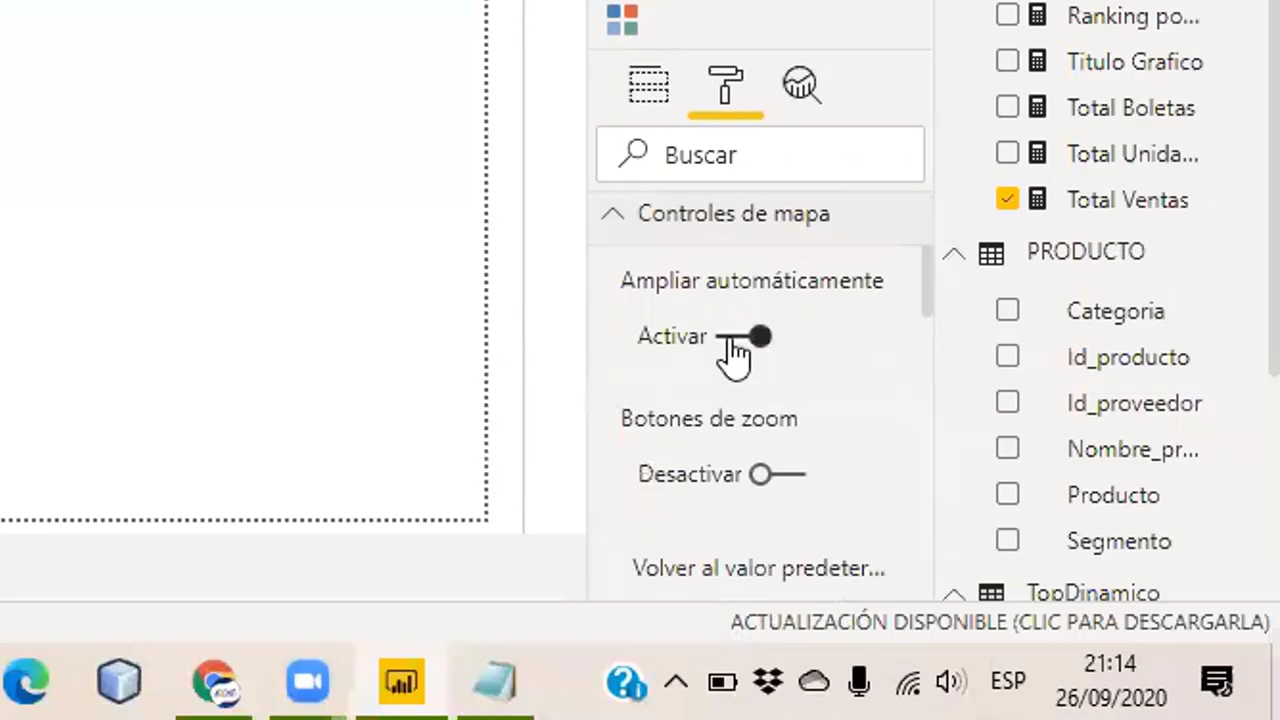 Buscar
Controles de mapa
Ampliar automáticamente
Activar
Botones de zoom
Desactivar
Volver al valor predeter...
Ranking po...
Titulo Grafico
Total Boletas
Total Unida...
Total Ventas
PRODUCTO
Categoria
Id_producto
Id_proveedor
Nombre_pr...
Producto
Segmento
TopDinamico
ACTUALIZACIÓN DISPONIBLE (CLIC PARA DESCARGARLA)
ESP
21:14
26/09/2020